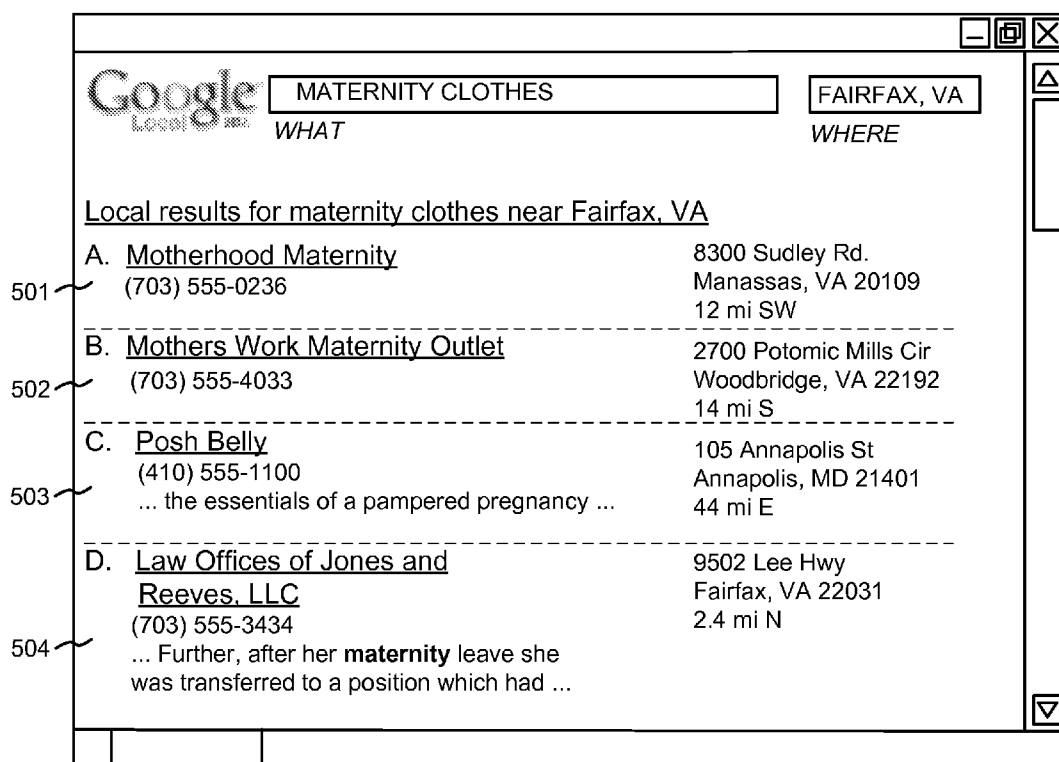 Google
Local
MATERNITY CLOTHES
FAIRFAX, VA
WHAT
WHERE
Local results for maternity clothes near Fairfax, VA
A. Motherhood Maternity
(703) 555-0236
8300 Sudley Rd.
Manassas, VA 20109
12 mi SW
501
B. Mothers Work Maternity Outlet
(703) 555-4033
2700 Potomic Mills Cir
Woodbridge, VA 22192
14 mi S
502
C. Posh Belly
(410) 555-1100
... the essentials of a pampered pregnancy ...
105 Annapolis St
Annapolis, MD 21401
44 mi E
503
D. Law Offices of Jones and
Reeves, LLC
(703) 555-3434
... Further, after her maternity leave she
was transferred to a position which had ...
9502 Lee Hwy
Fairfax, VA 22031
2.4 mi N
504